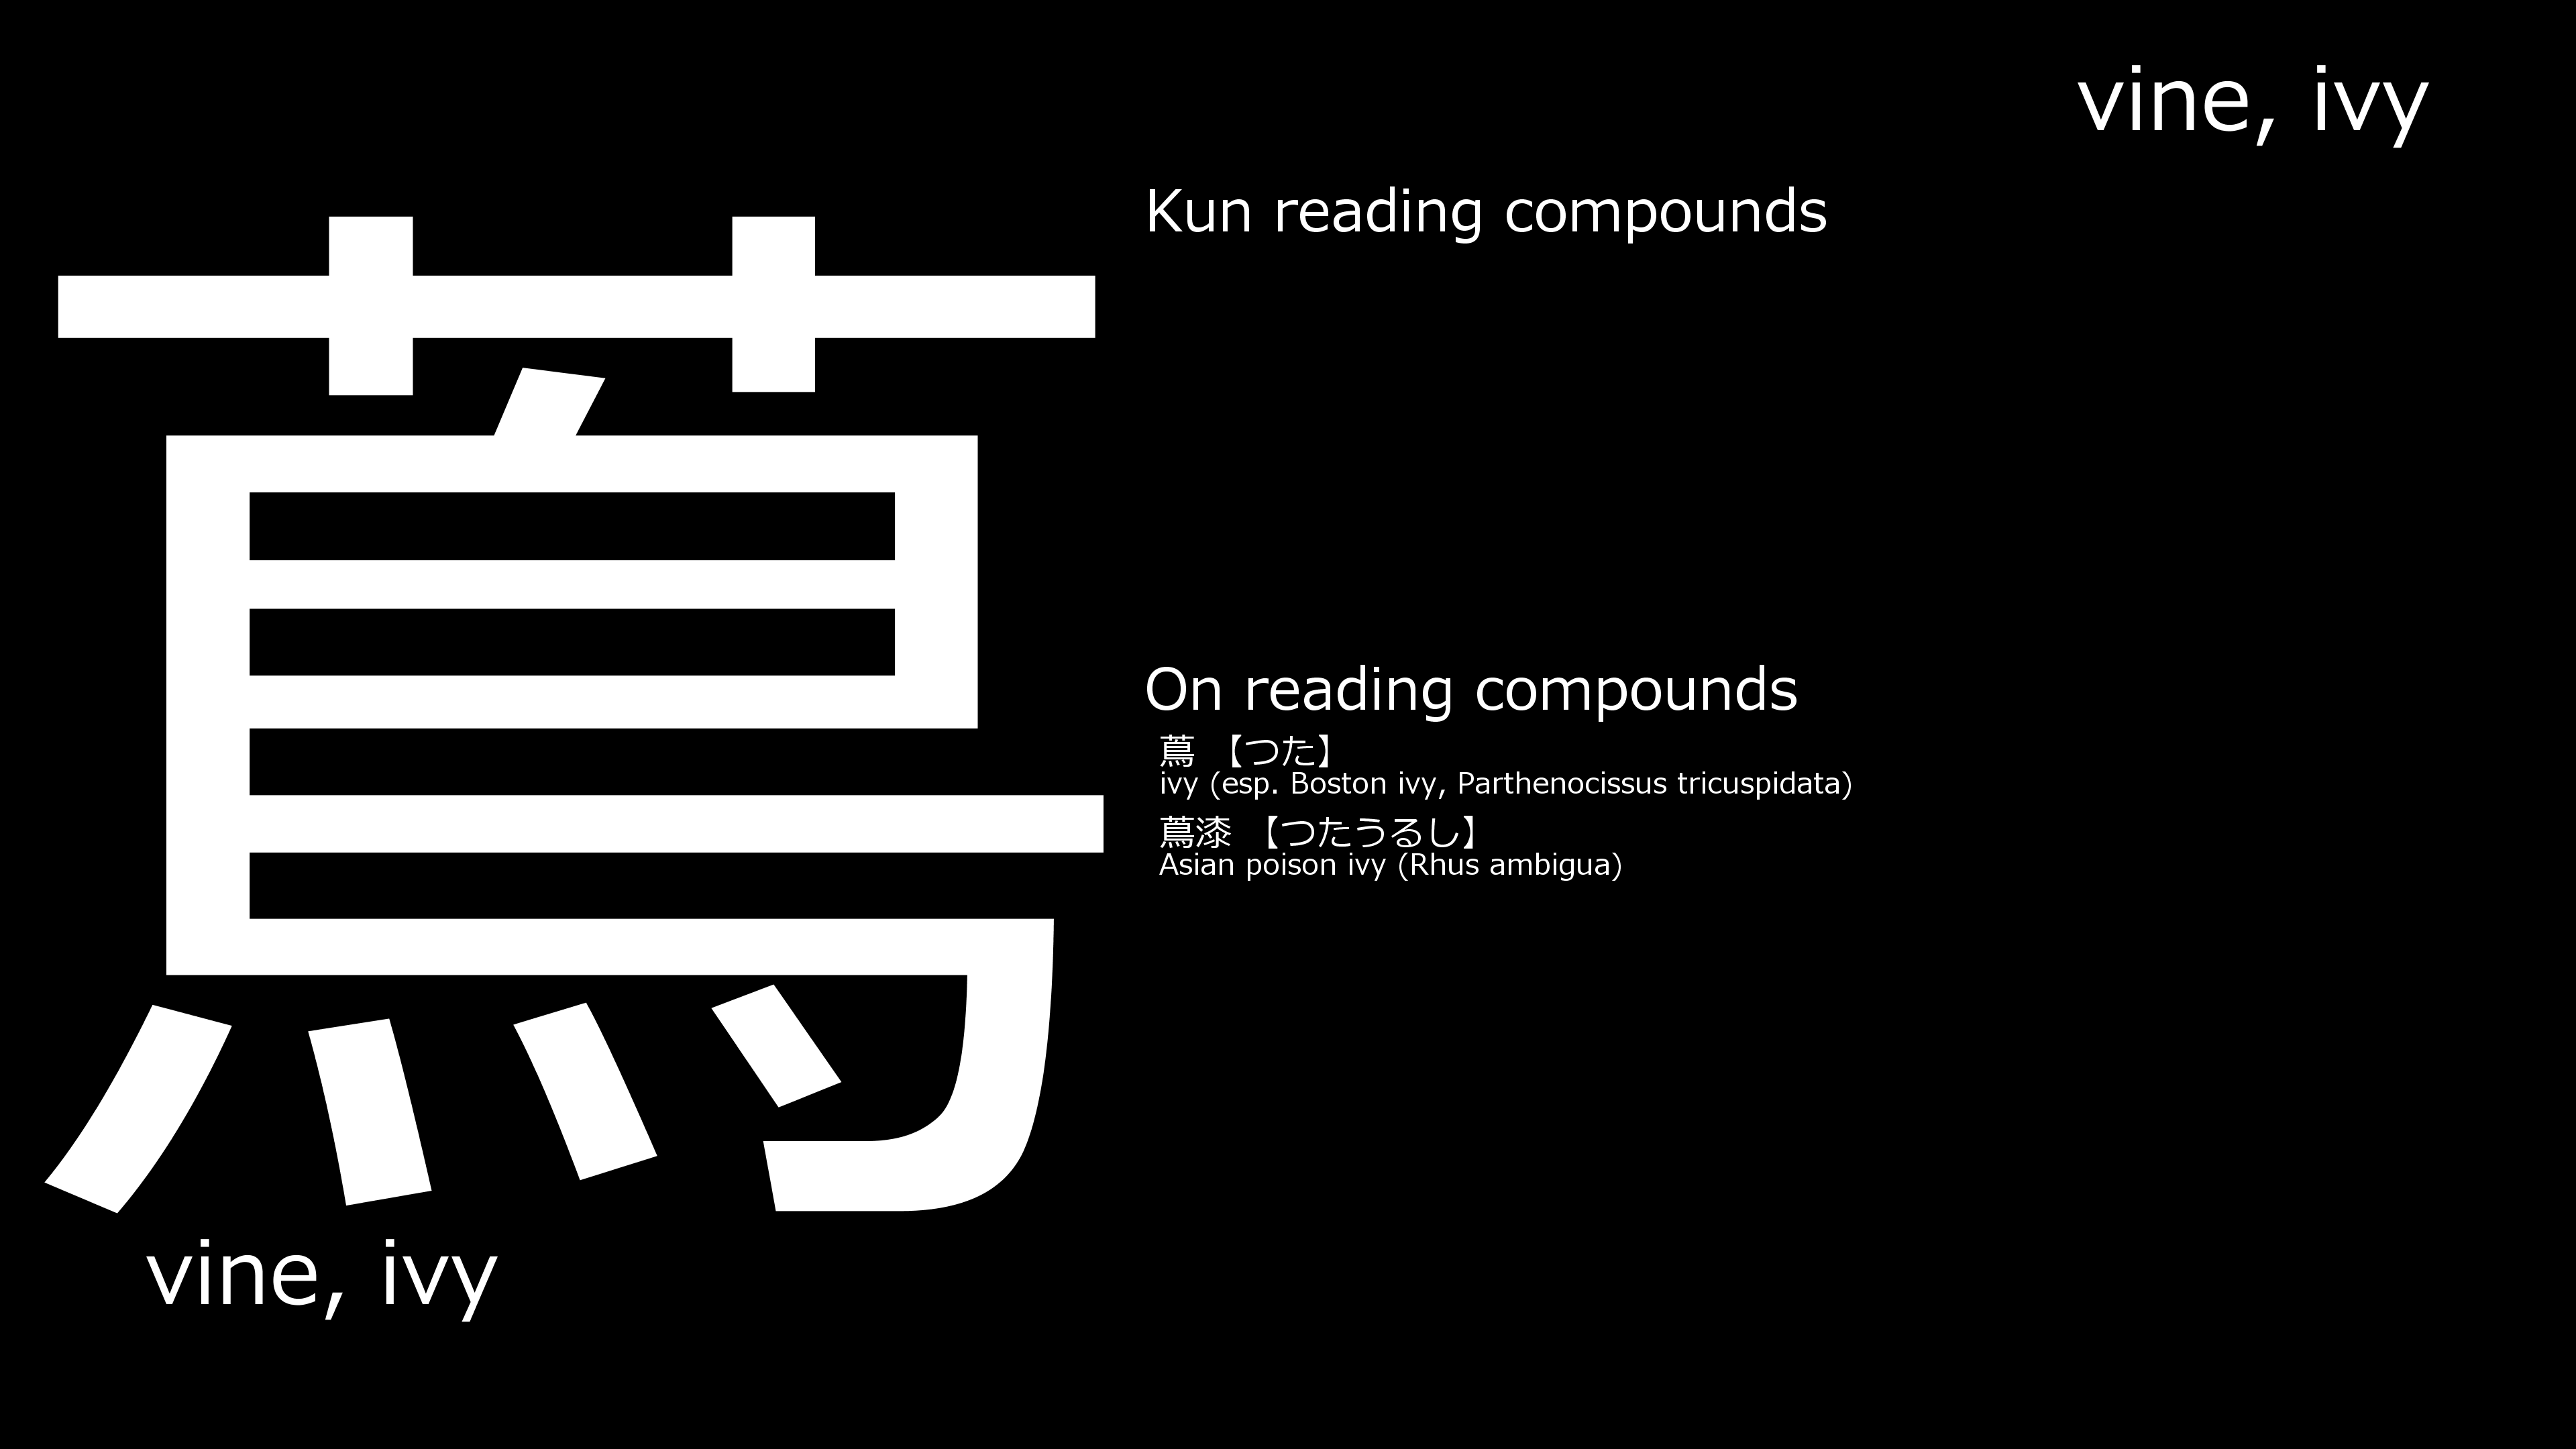 vine, ivy
蔦
Kun reading compounds
On reading compounds
蔦 【つた】
ivy (esp. Boston ivy, Parthenocissus tricuspidata)
蔦漆 【つたうるし】
Asian poison ivy (Rhus ambigua)
vine, ivy